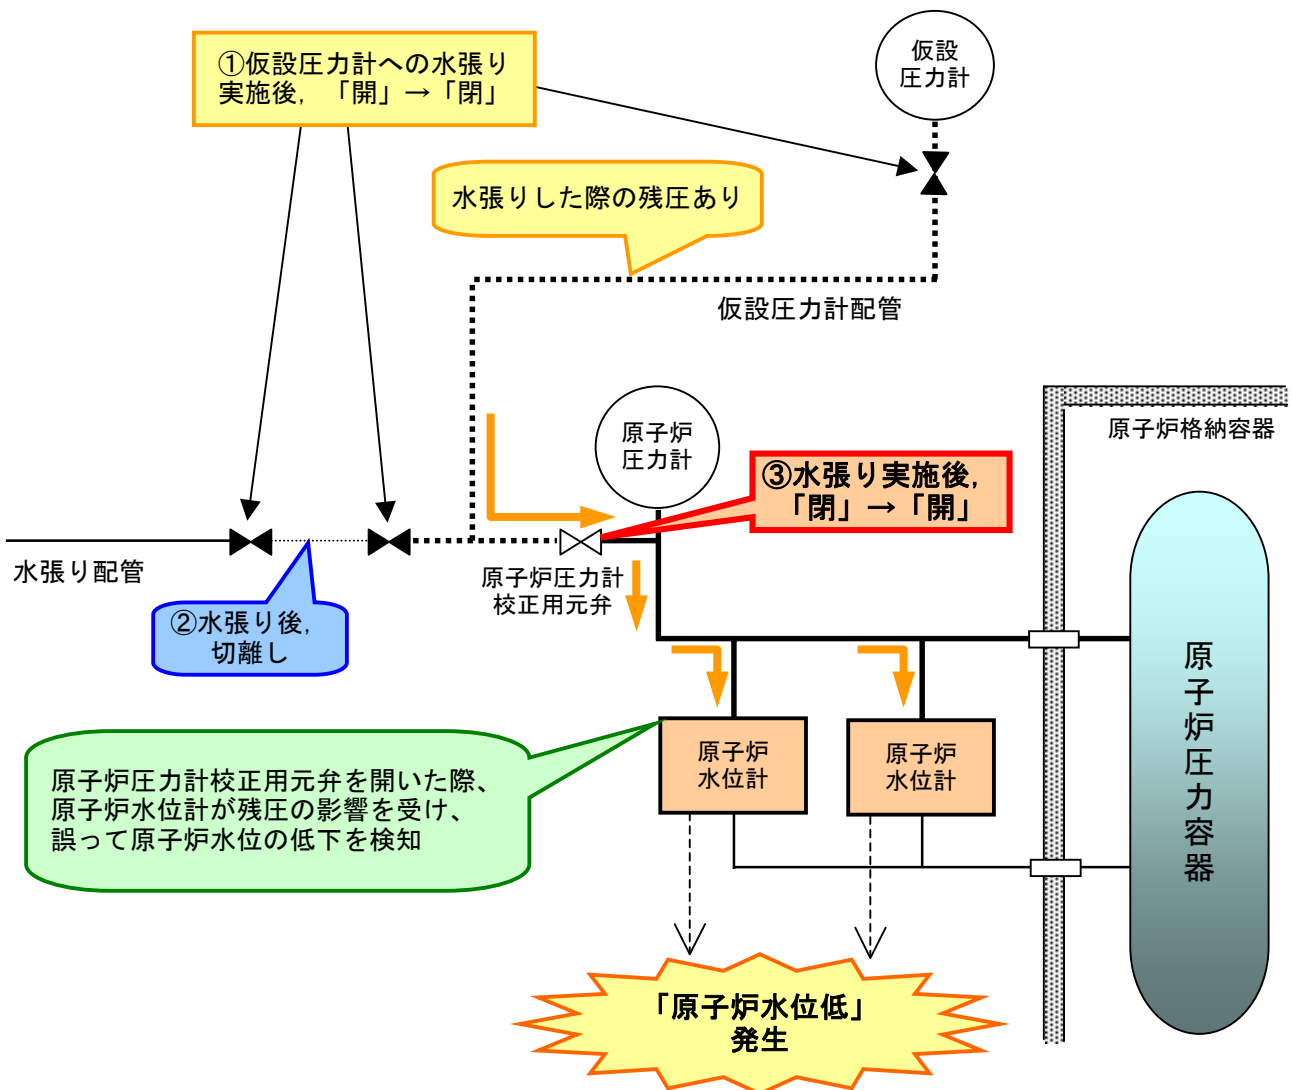 ①仮設圧力計への水張り
実施後，「開」→「閉」
仮設
圧力計
水張りした際の残圧あり
仮設圧力計配管
原子炉
圧力計
③水張り実施後，
「閉」→「開」
原子炉格納容器
水張り配管
原子炉圧力計
校正用元弁
②水張り後，
切離し
原子炉圧力計校正用元弁を開いた際、
原子炉水位計が残圧の影響を受け、
誤って原子炉水位の低下を検知
原子炉
水位計
原子炉
水位計
原子炉圧力容器
「原子炉水位低」
発生